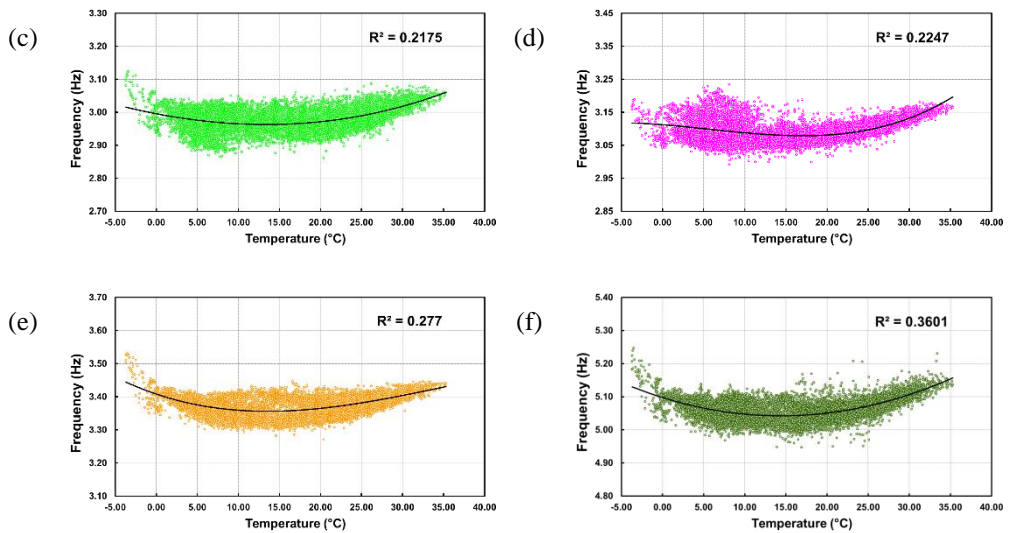 (c)
3.30
3.20
3.10
3.00
2.90
2.80
2.70
Frequency (Hz)
R² = 0.2175
-5.00 0.00 5.00 10.00 15.00 20.00 25.00 30.00 35.00 40.00
Temperature (°C)
(d)
3.45
3.35
3.25
3.15
3.05
2.95
2.85
Frequency (Hz)
R² = 0.2247
-5.00 0.00 5.00 10.00 15.00 20.00 25.00 30.00 35.00 40.00
Temperature (°C)
(e)
3.70
3.60
3.50
3.40
3.30
3.20
3.10
Frequency (Hz)
R² = 0.277
-5.00 0.00 5.00 10.00 15.00 20.00 25.00 30.00 35.00 40.00
Temperature (°C)
(f)
5.40
5.30
5.20
5.10
5.00
4.90
4.80
Frequency (Hz)
R² = 0.3601
-5.00 0.00 5.00 10.00 15.00 20.00 25.00 30.00 35.00 40.00
Temperature (°C)